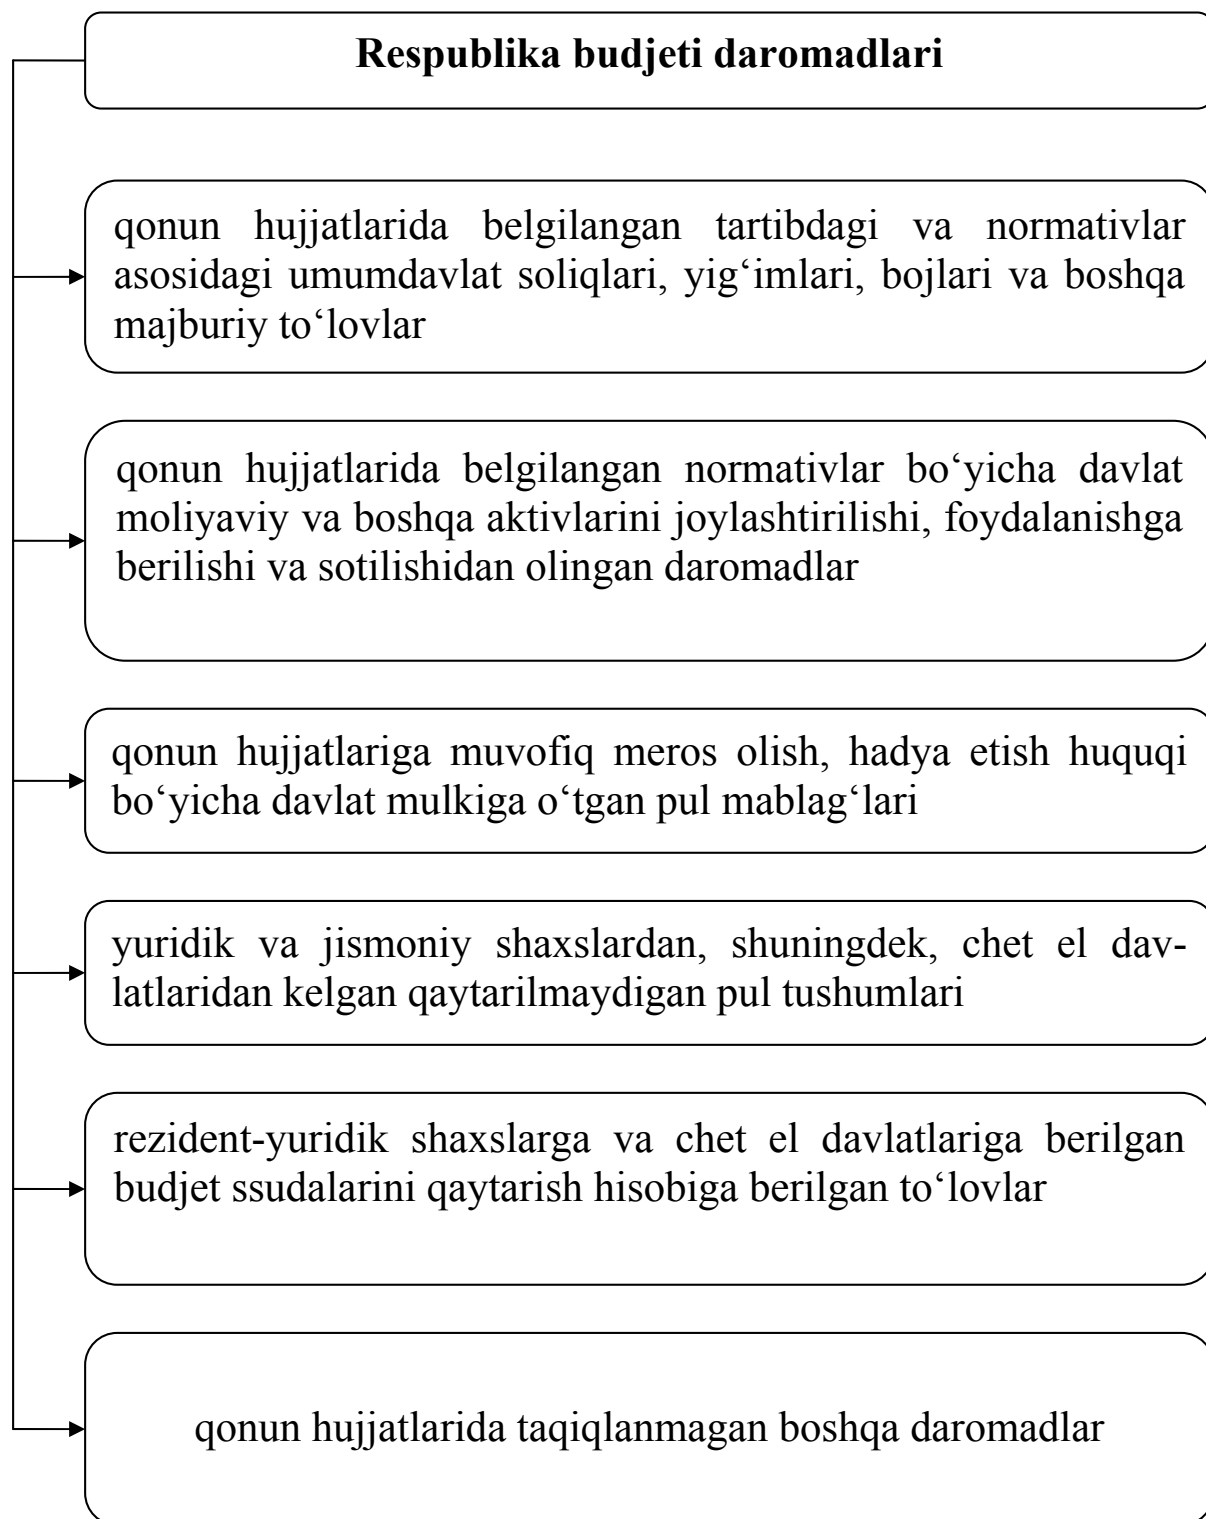 Respublika budjeti daromadlari
qonun hujjatlarida belgilangan tartibdagi va normativlar
asosidagi umumdavlat soliqlari, yig‘imlari, bojlari va boshqa
majburiy to‘lovlar
qonun hujjatlarida belgilangan normativlar bo‘yicha davlat
moliyaviy va boshqa aktivlarini joylashtirilishi, foydalanishga
berilishi va sotilishidan olingan daromadlar
qonun hujjatlariga muvofiq meros olish, hadya etish huquqi
bo‘yicha davlat mulkiga o‘tgan pul mablag‘lari
yuridik va jismoniy shaxslardan, shuningdek, chet el dav-
latlaridan kelgan qaytarilmaydigan pul tushumlari
rezident-yuridik shaxslarga va chet el davlatlariga berilgan
budjet ssudalarini qaytarish hisobiga berilgan to‘lovlar
qonun hujjatlarida taqiqlanmagan boshqa daromadlar